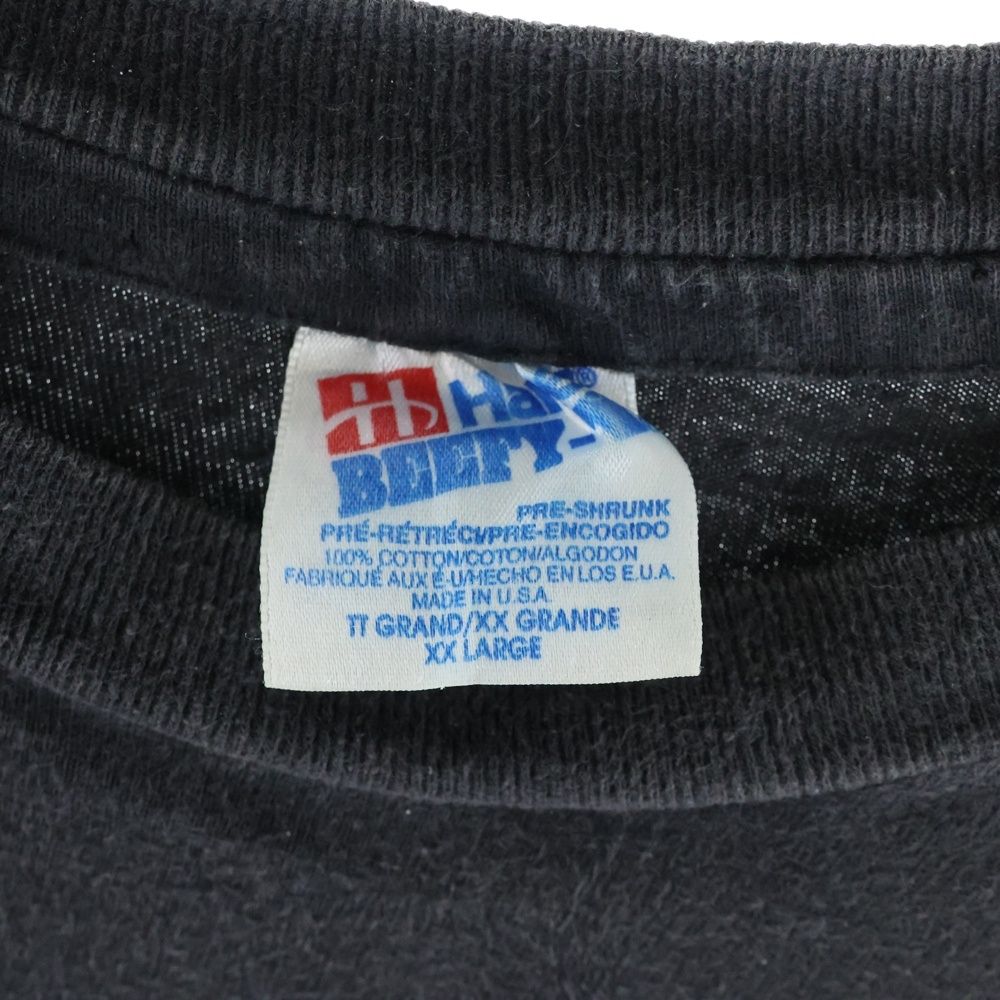 Ha
®
BEEFY-
PRE-SHRUNK
PRÉ-RÉTRÉCI/PRE-ENCOGIDO
100% COTTON/COTON/ALGODON
FABRIQUÉ AUX É-U/HECHO EN LOS E.U.A.
MADE IN U.S.A.
TT GRAND/XX GRANDE
XX LARGE